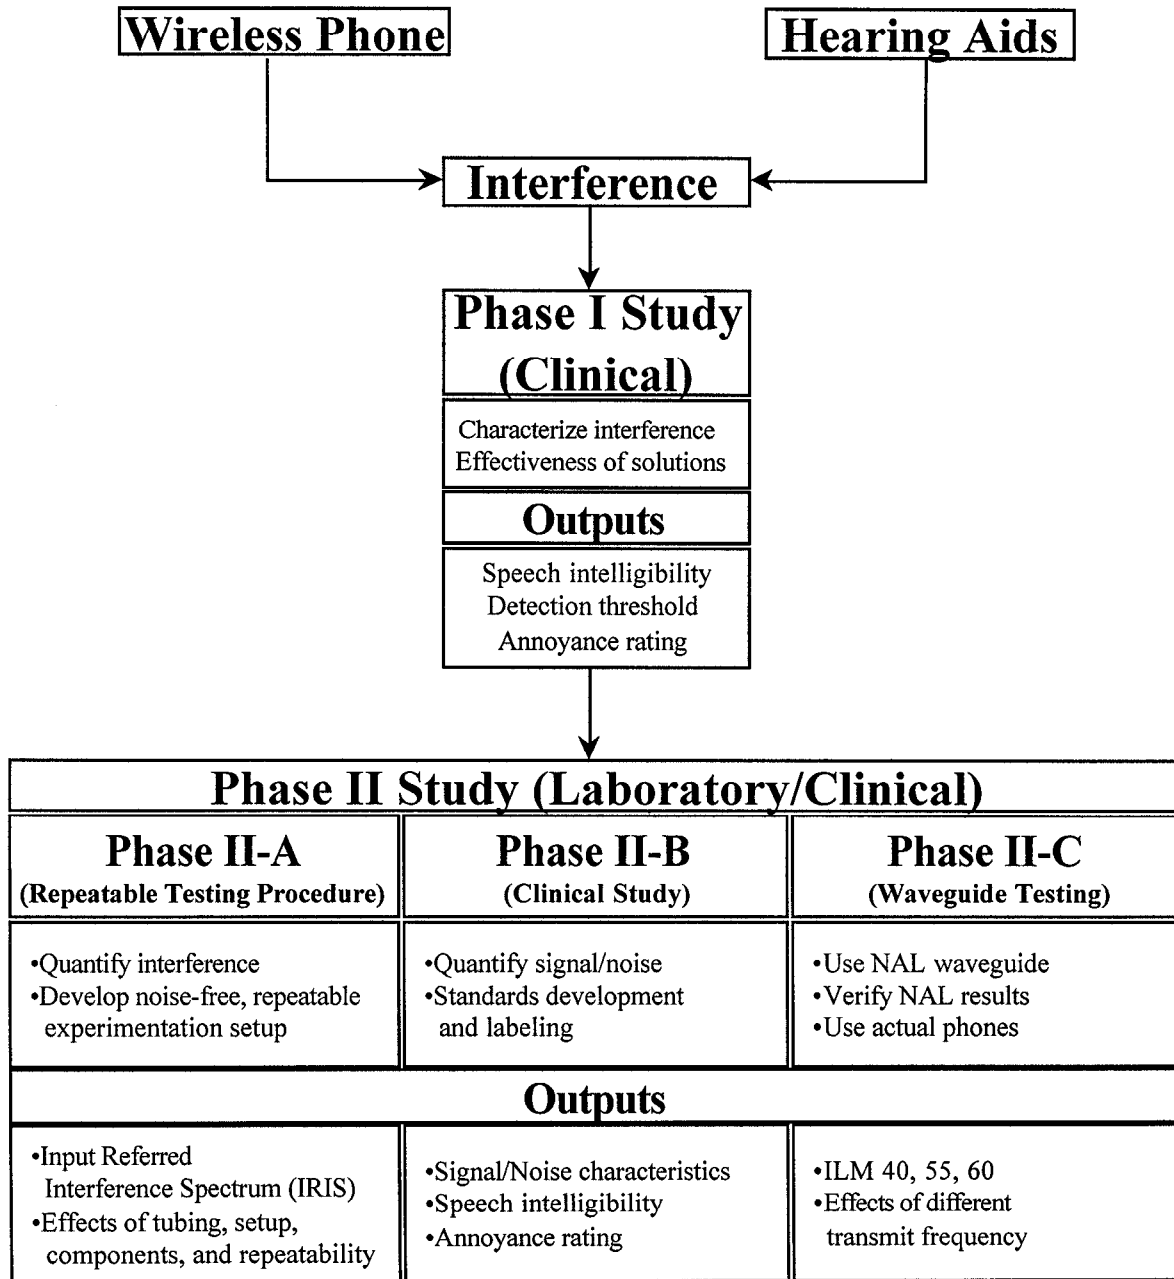 Wireless Phone
Hearing Aids
Interference
Phase I Study
(Clinical)
Characterize interference
Effectiveness of solutions
Outputs
Speech intelligibility
Detection threshold
Annoyance rating
Phase II Study (Laboratory/Clinical)
Phase II-A
(Repeatable Testing Procedure)
•Quantify interference
•Develop noise-free, repeatable
experimentation setup
Phase II-B
(Clinical Study)
•Quantify signal/noise
•Standards development
and labeling
Phase II-C
(Waveguide Testing)
•Use NAL waveguide
•Verify NAL results
•Use actual phones
Outputs
•Input Referred
Interference Spectrum (IRIS)
•Effects of tubing, setup,
components, and repeatability
•Signal/Noise characteristics
•Speech intelligibility
•Annoyance rating
•ILM 40, 55, 60
•Effects of different
transmit frequency